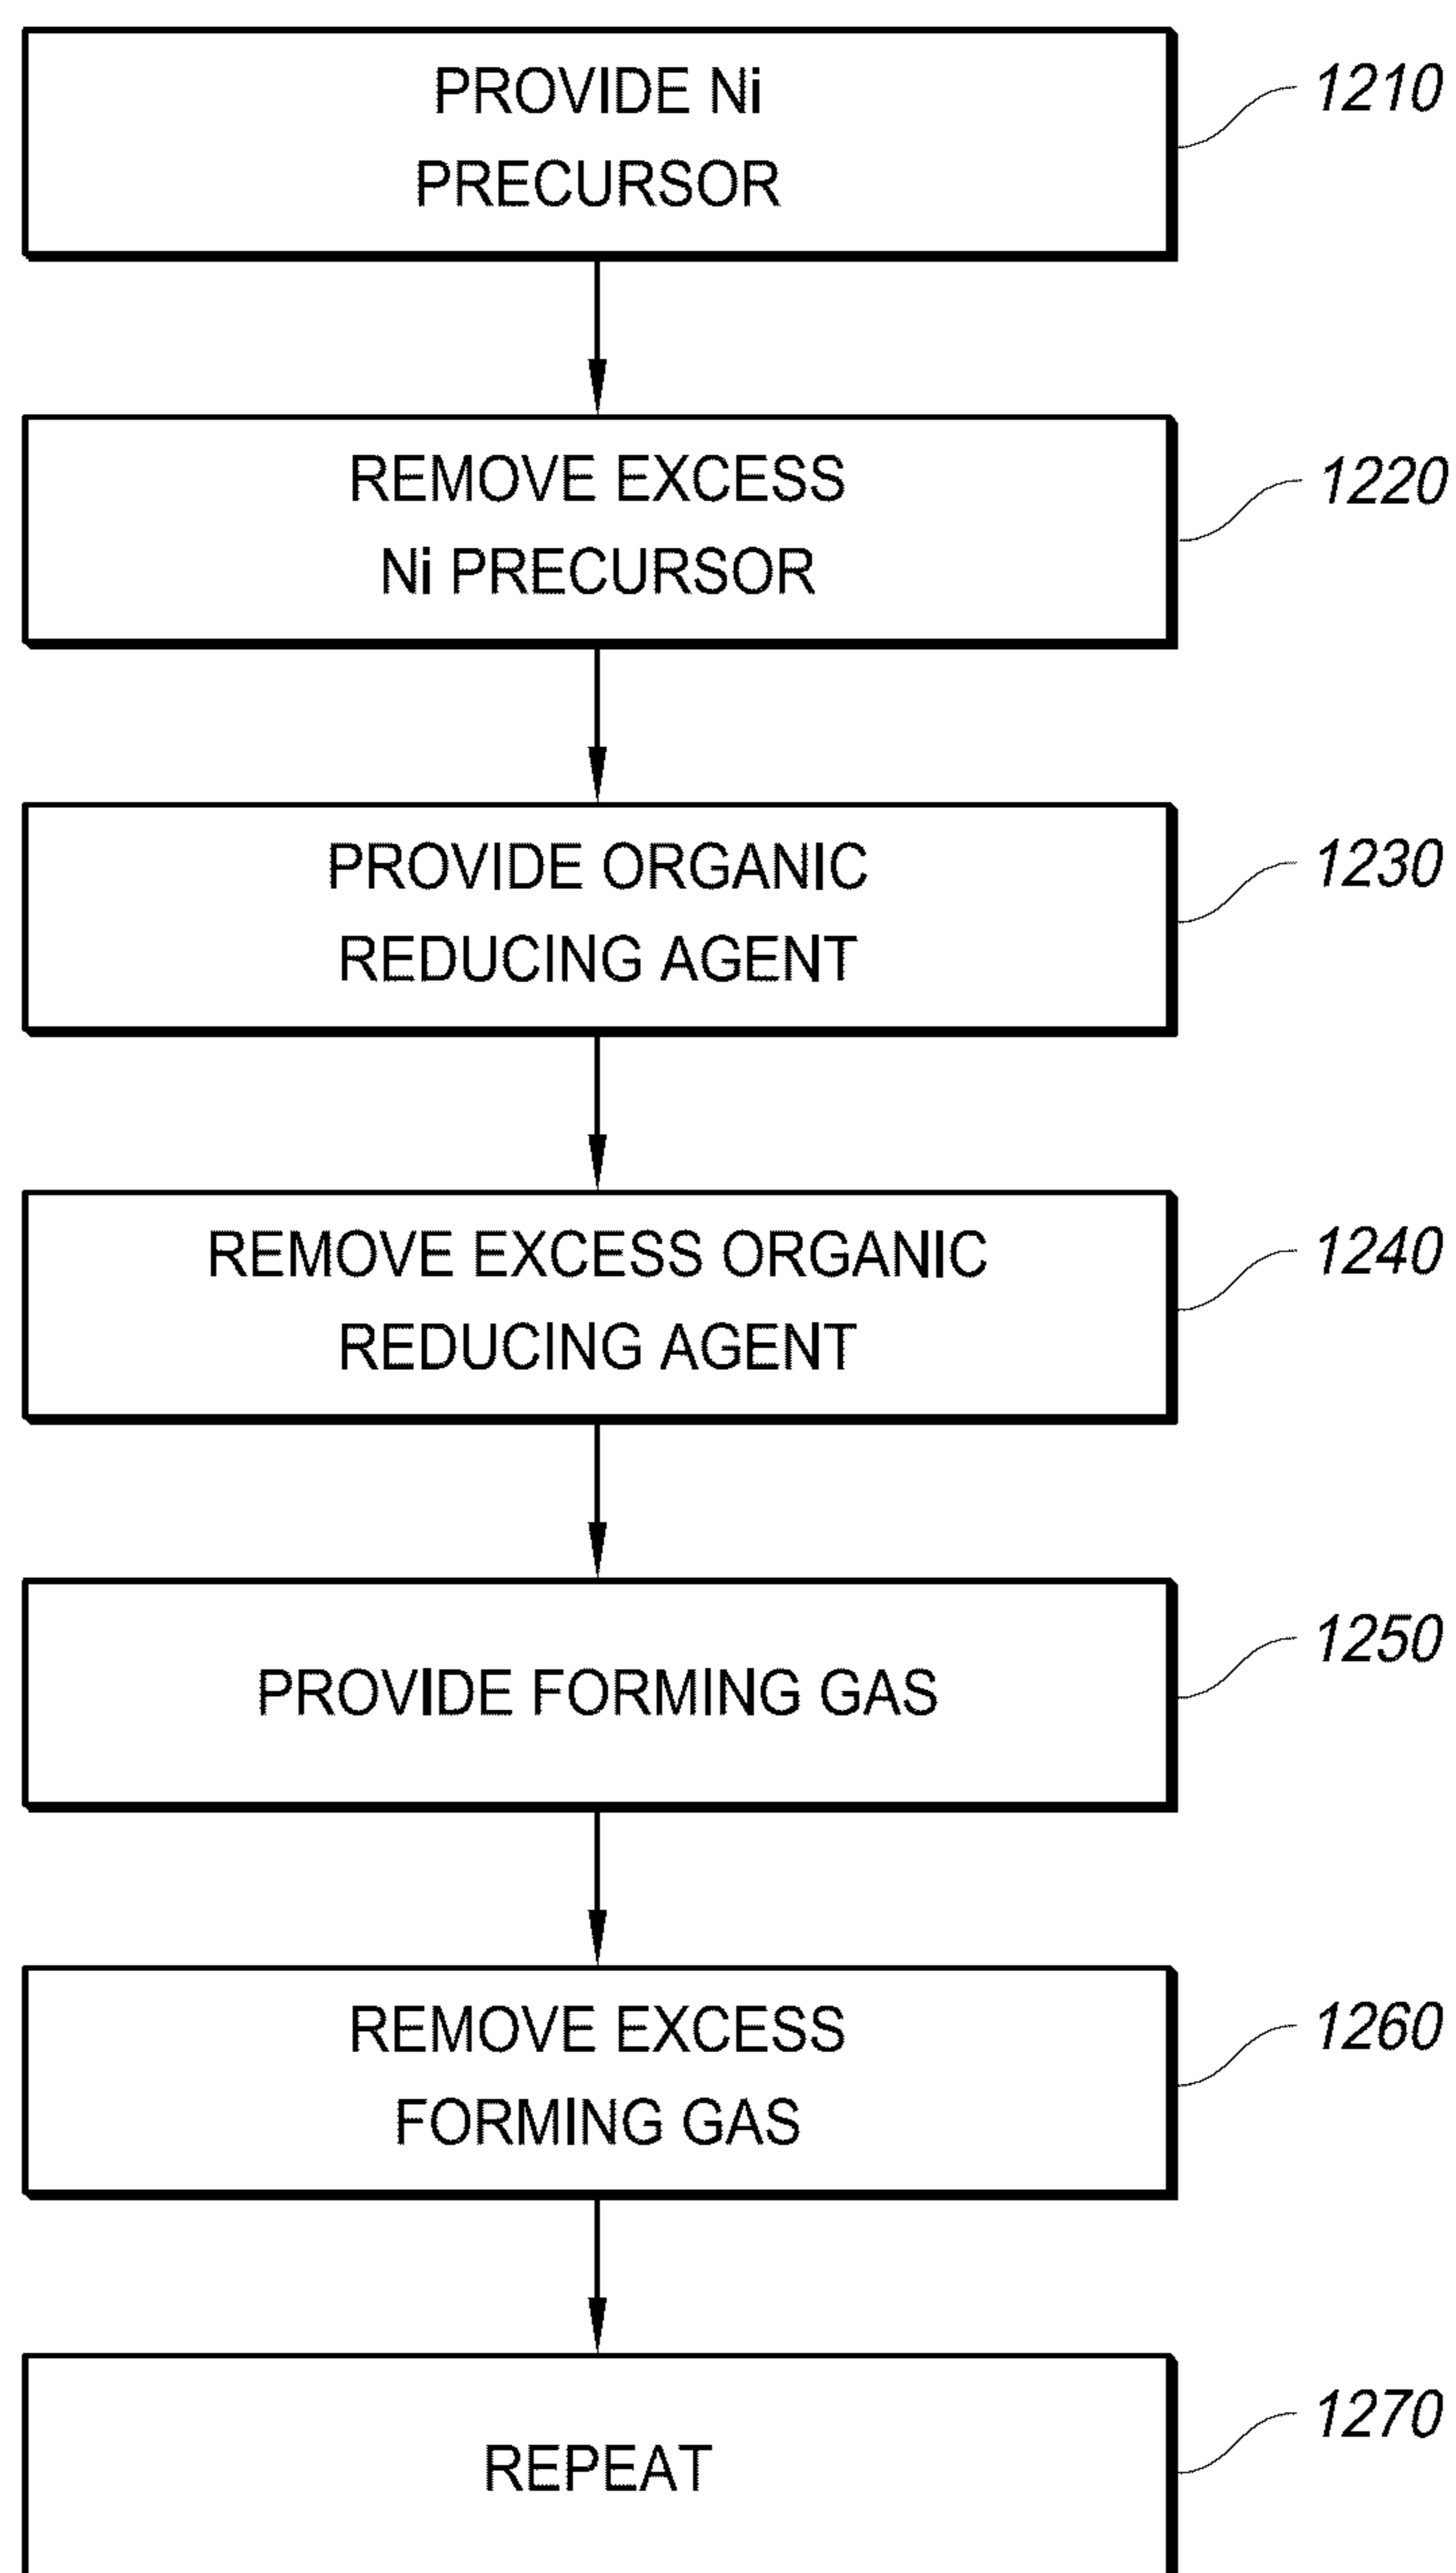 PROVIDE Ni
PRECURSOR
1210
REMOVE EXCESS
Ni PRECURSOR
1220
PROVIDE ORGANIC
REDUCING AGENT
1230
REMOVE EXCESS ORGANIC
REDUCING AGENT
1240
PROVIDE FORMING GAS
1250
REMOVE EXCESS
FORMING GAS
1260
REPEAT
1270